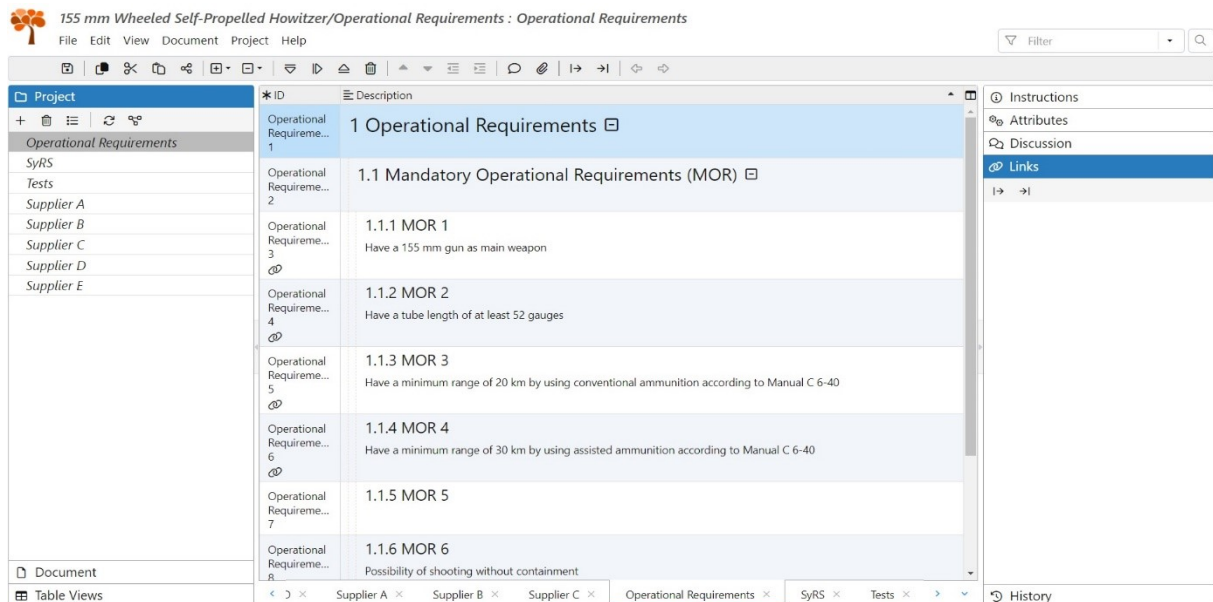 155 mm Wheeled Self-Propelled Howitzer/Operational Requirements : Operational Requirements
File Edit View Document Project Help
Filter
Project
Operational Requirements
SyRS
Tests
Supplier A
Supplier B
Supplier C
Supplier D
Supplier E
Document
Table Views
ID Description
Operational
Requireme...
1
1 Operational Requirements
Operational
Requireme...
2
1.1 Mandatory Operational Requirements (MOR)
Operational
Requireme...
3
1.1.1 MOR 1
Have a 155 mm gun as main weapon
Operational
Requireme...
4
1.1.2 MOR 2
Have a tube length of at least 52 gauges
Operational
Requireme...
5
1.1.3 MOR 3
Have a minimum range of 20 km by using conventional ammunition according to Manual C 6-40
Operational
Requireme...
6
1.1.4 MOR 4
Have a minimum range of 30 km by using assisted ammunition according to Manual C 6-40
Operational
Requireme...
7
1.1.5 MOR 5
Operational
Requireme...
8
1.1.6 MOR 6
Possibility of shooting without containment
Supplier A Supplier B Supplier C Operational Requirements SyRS Tests
Instructions
Attributes
Discussion
Links
History